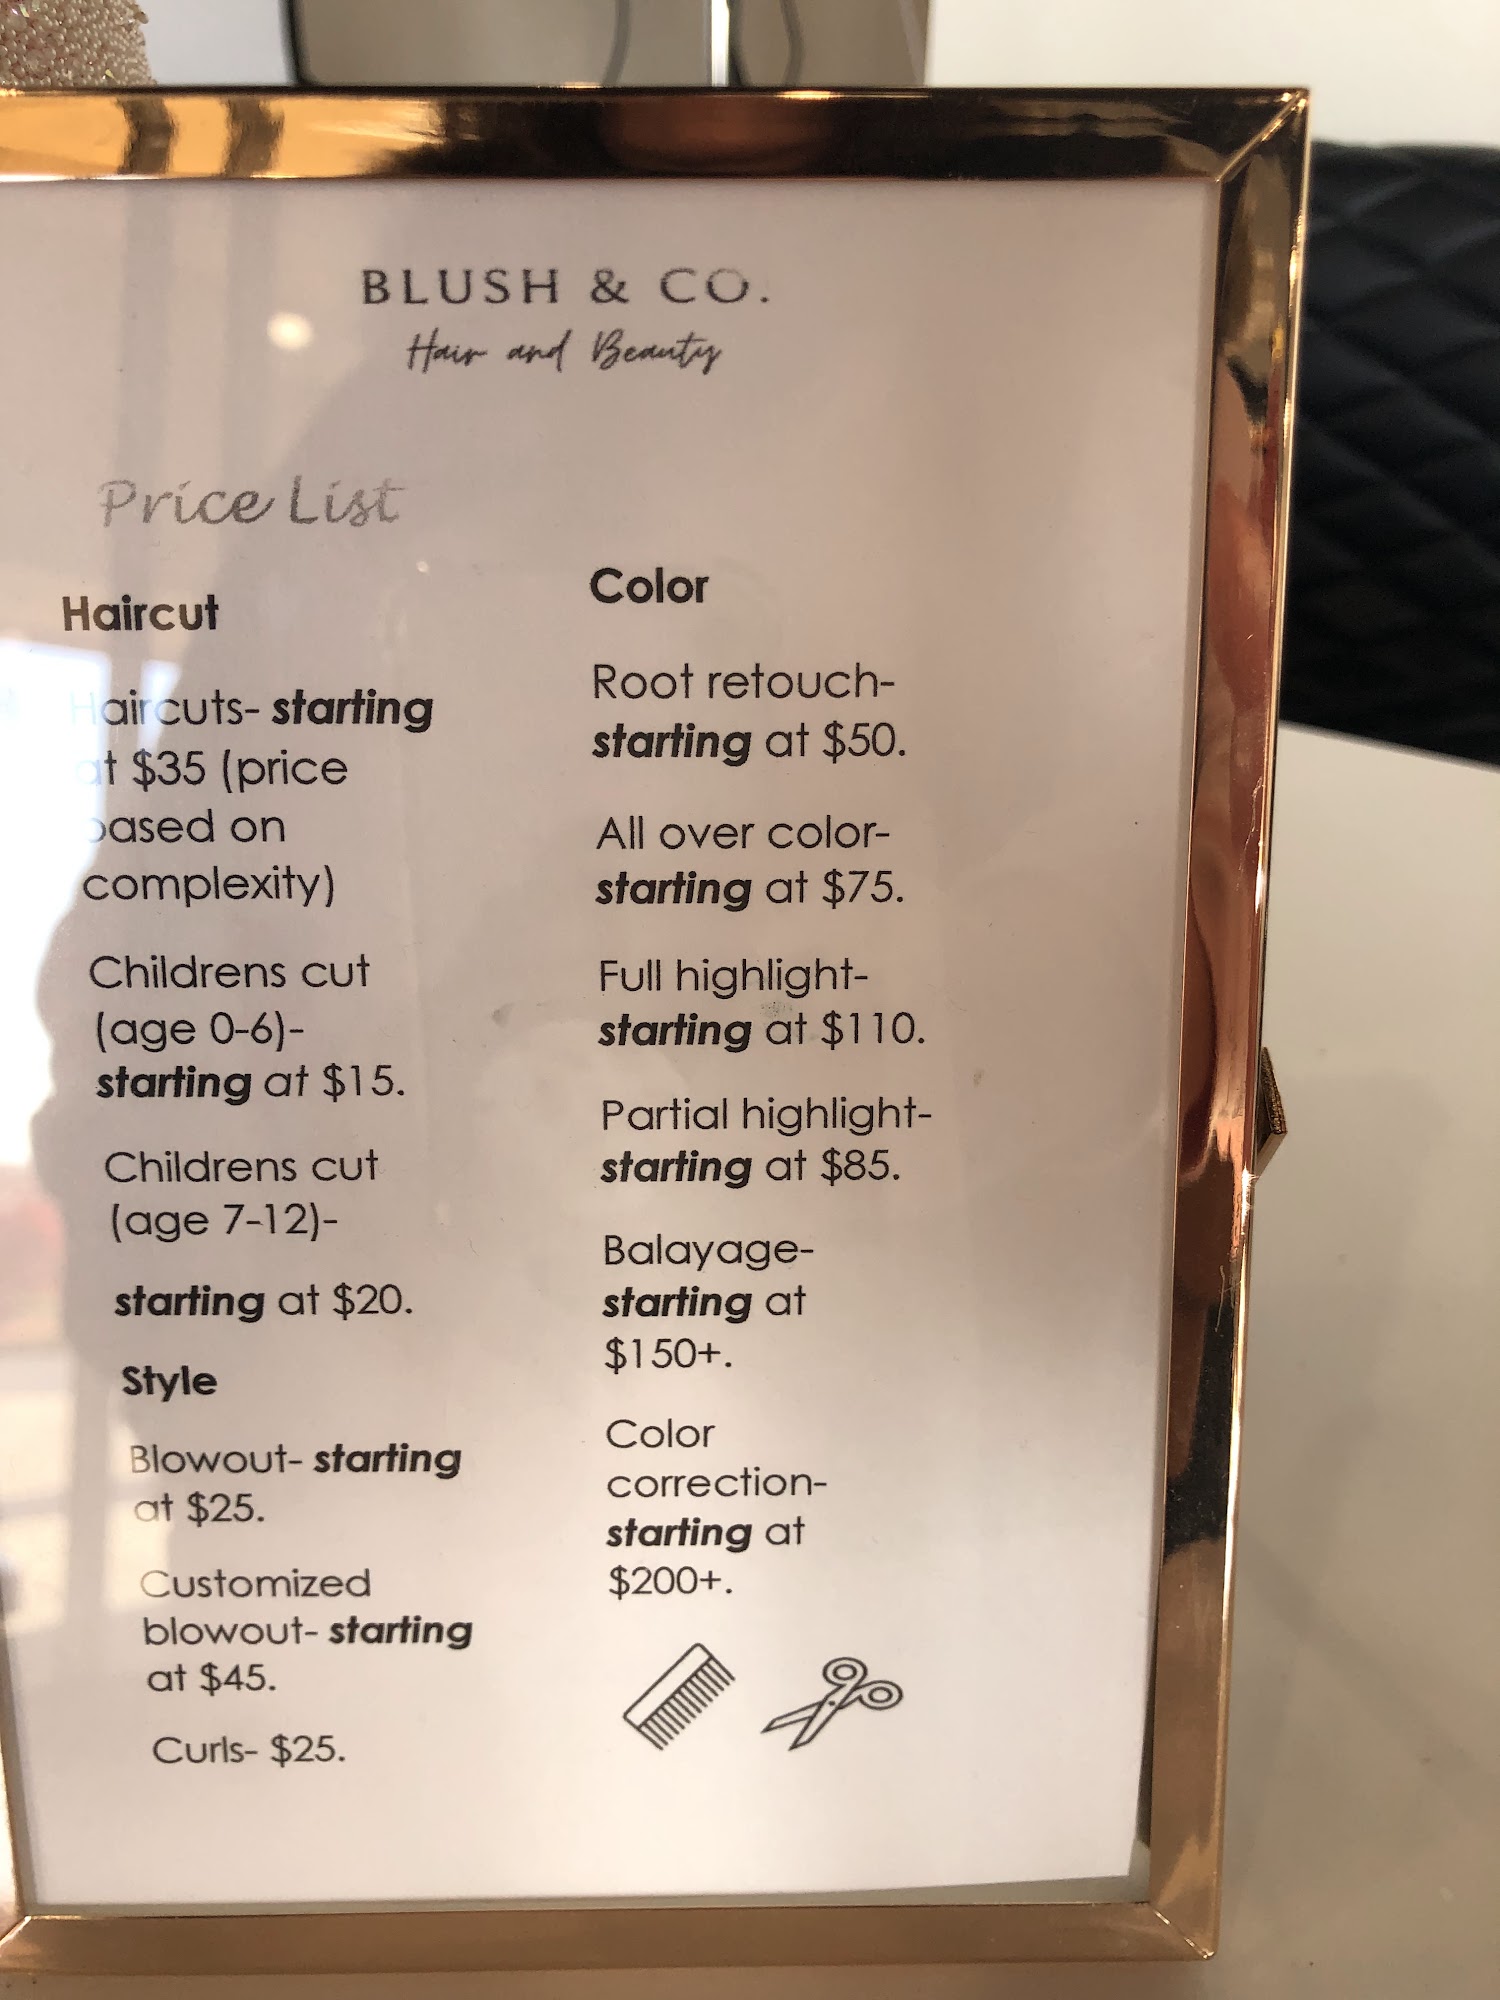 BLUSH & CO.
Hair and Beauty
Price List
Haircut
Haircuts- starting
at $35 (price
based on
complexity)
Childrens cut
(age 0-6)-
starting at $15.
Childrens cut
(age 7-12)-
starting at $20.
Style
Blowout- starting
at $25.
Customized
blowout- starting
at $45.
Curls- $25.
Color
Root retouch-
starting at $50.
All over color-
starting at $75.
Full highlight-
starting at $110.
Partial highlight-
starting at $85.
Balayage-
starting at
$150+.
Color
correction-
starting at
$200+.